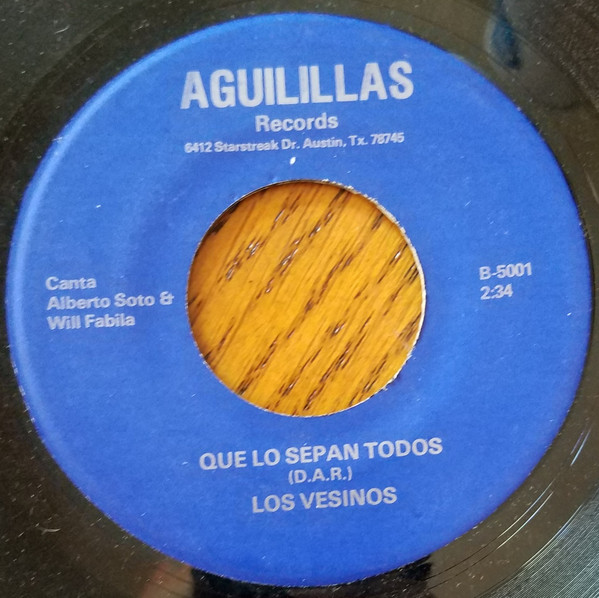 AGUILILLAS
Records
6412 Starstreak Dr. Austin, Tx. 78745
Canta
Alberto Soto &
Will Fabila
B-5001
2:34
QUE LO SEPAN TODOS
(D.A.R.)
LOS VESINOS